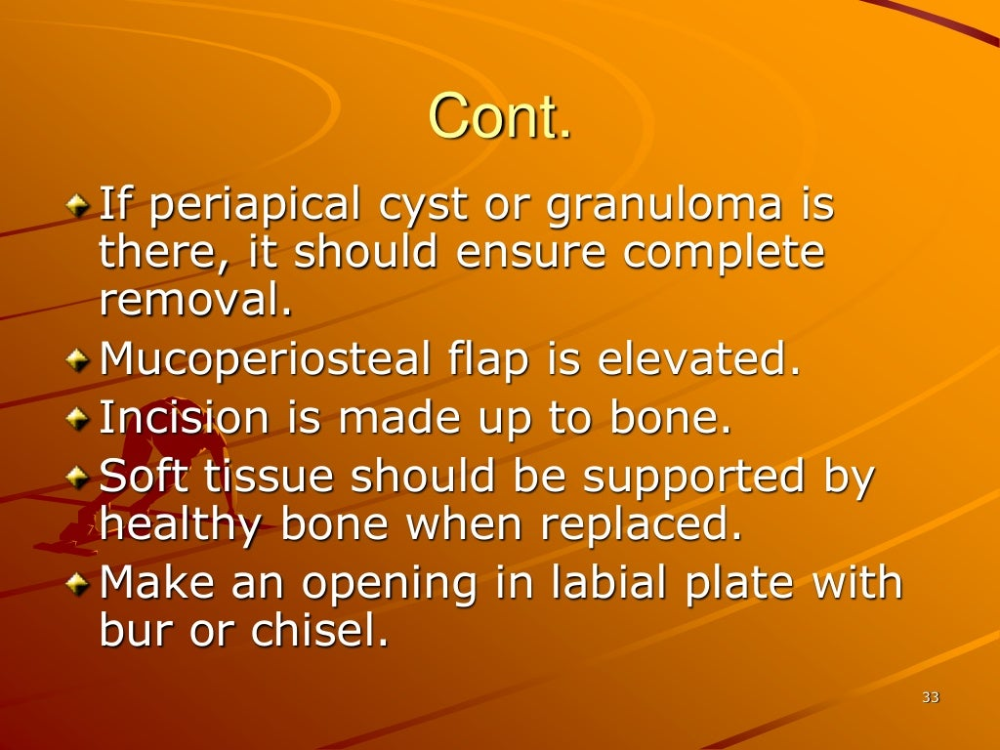 Cont.
If periapical cyst or granuloma is
there, it should ensure complete
removal.
Mucoperiosteal flap is elevated.
Incision is made up to bone.
Soft tissue should be supported by
healthy bone when replaced.
Make an opening in labial plate with
bur or chisel.
33